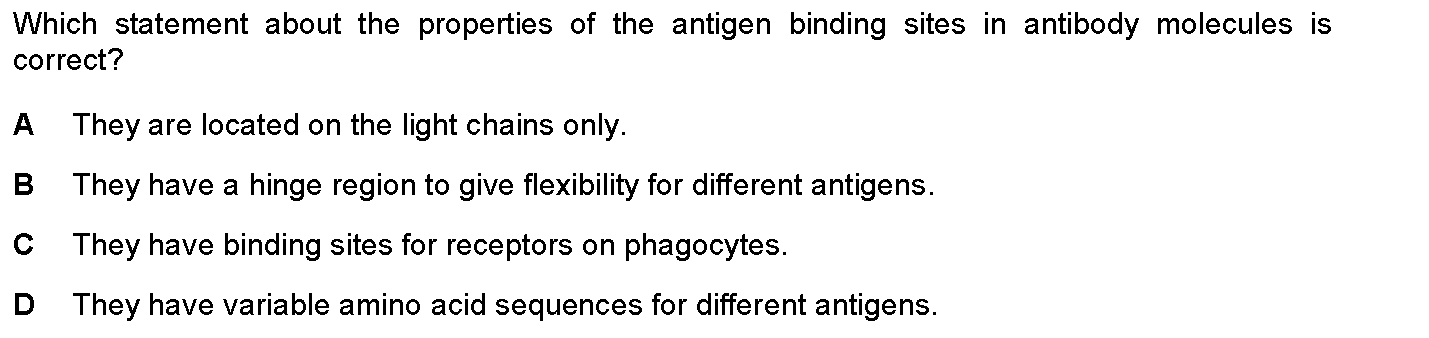 Which statement about the properties of the antigen binding sites in antibody molecules is
correct?
A They are located on the light chains only.
B They have a hinge region to give flexibility for different antigens.
C They have binding sites for receptors on phagocytes.
D They have variable amino acid sequences for different antigens.